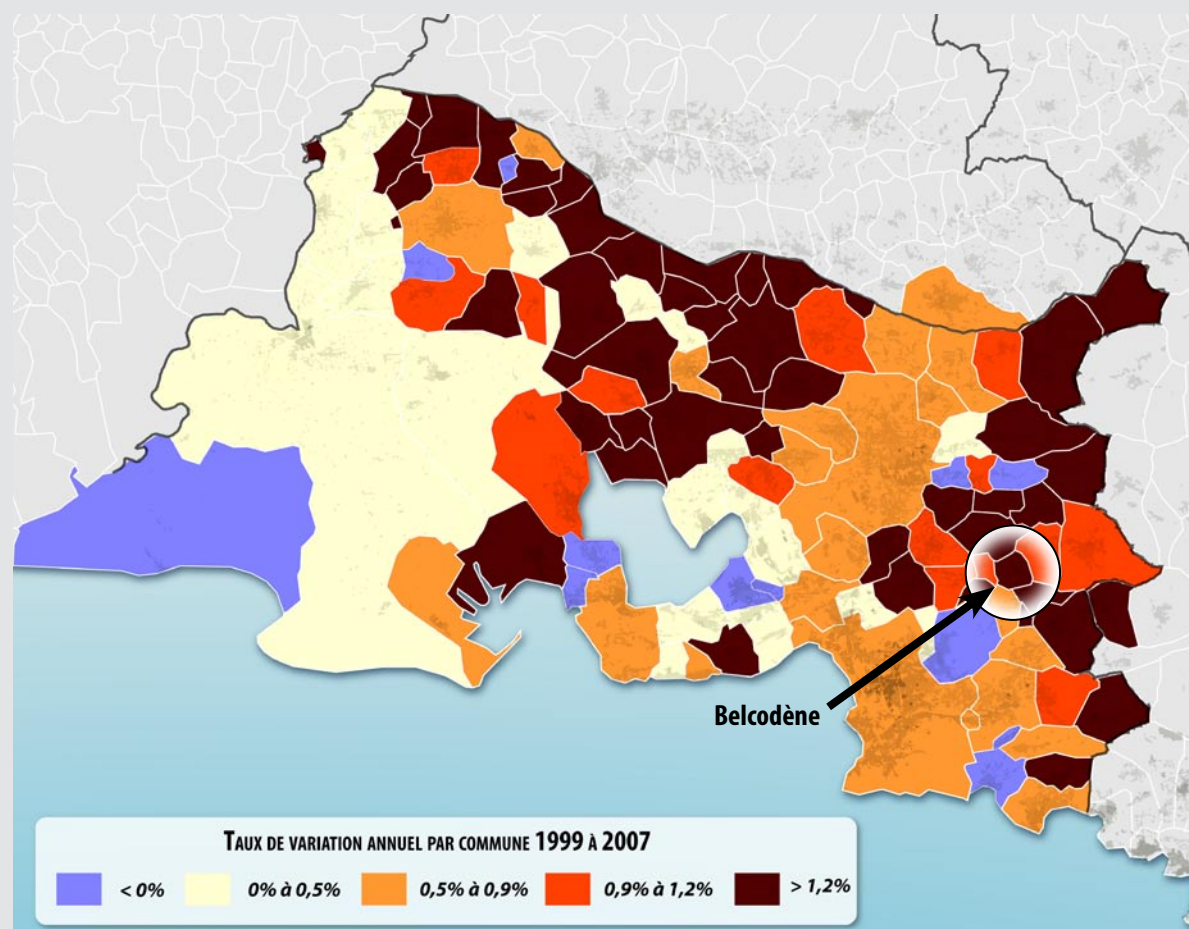 Belcodène
TAUX DE VARIATION ANNUEL PAR COMMUNE 1999 À 2007
< 0%
0% à 0,5%
0,5% à 0,9%
0,9% à 1,2%
> 1,2%